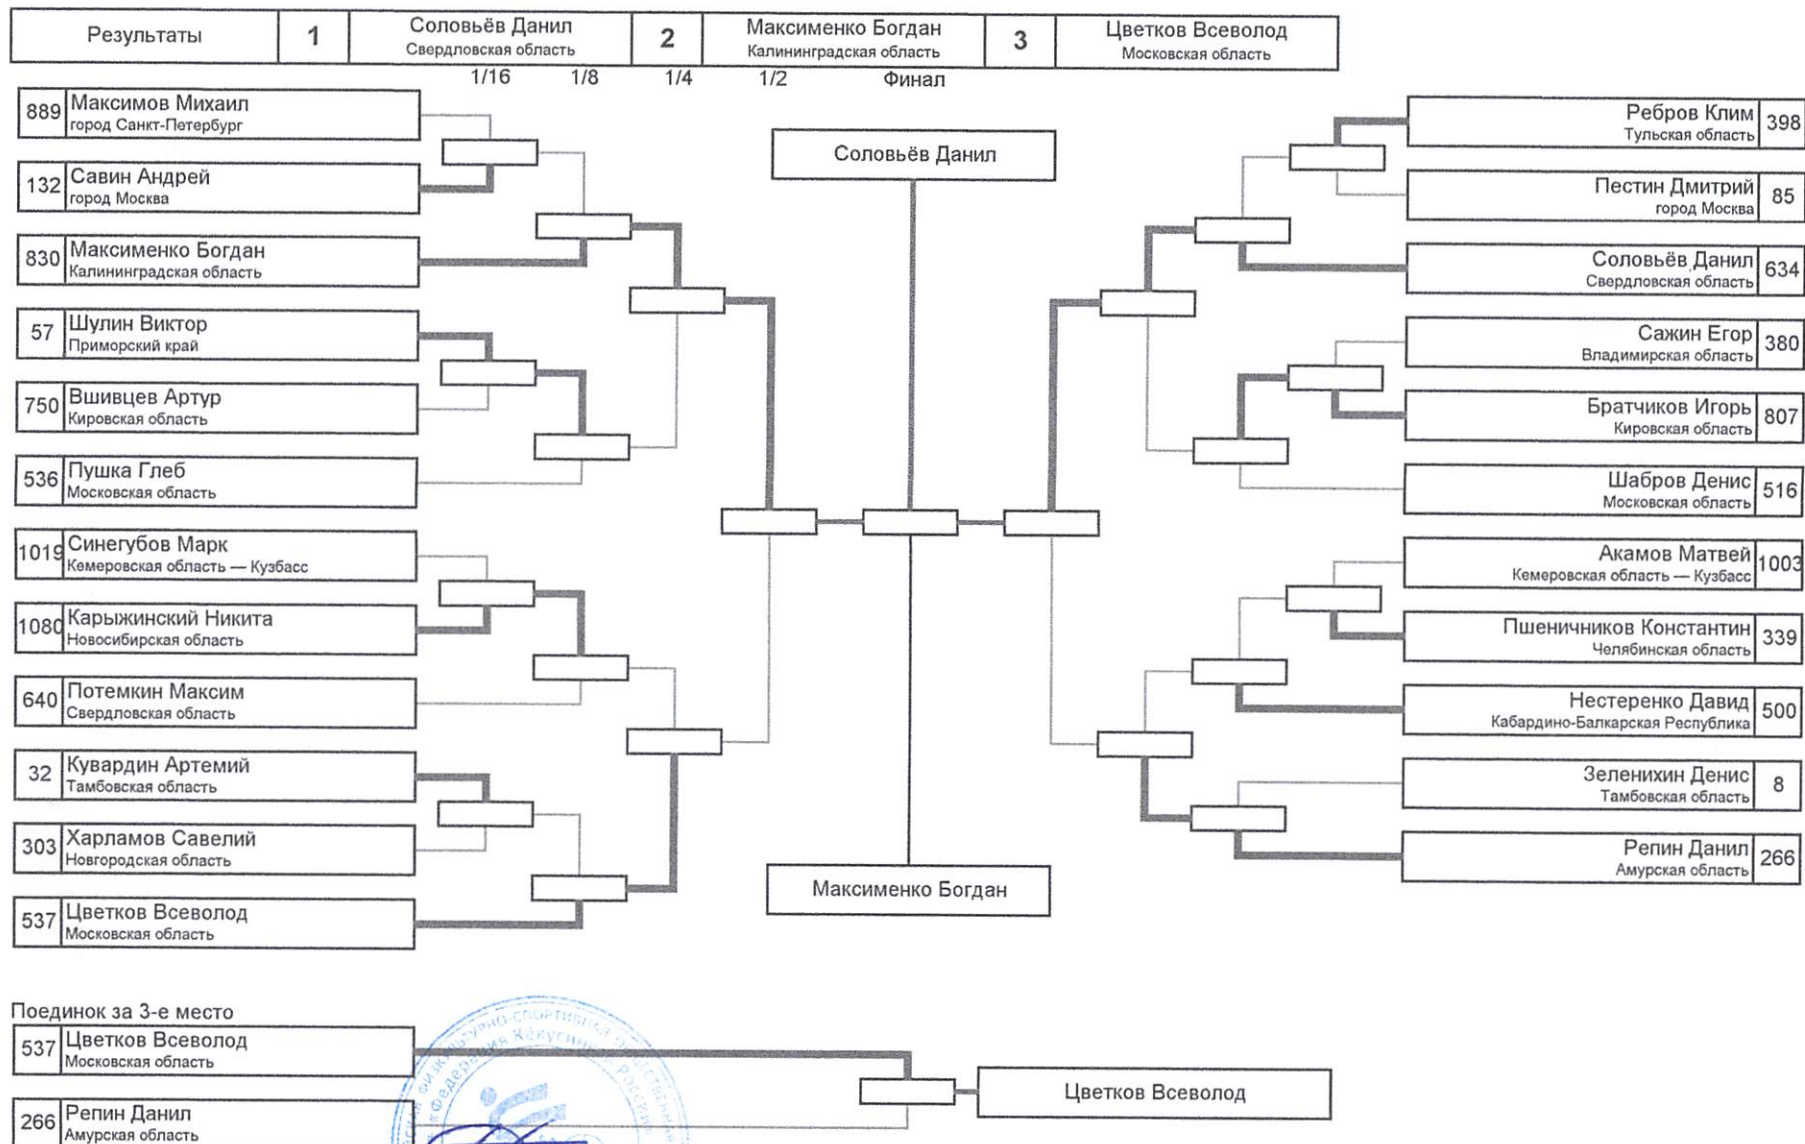 Результаты 1 Соловьёв Данил 2 Максименко Богдан 3 Цветков Всеволод
Свердловская область Калининградская область Московская область
1/16 1/8 1/4 1/2 Финал
889 Максимов Михаил
город Санкт-Петербург
132 Савин Андрей
город Москва
830 Максименко Богдан
Калининградская область
57 Шулин Виктор
Приморский край
750 Вшивцев Артур
Кировская область
536 Пушка Глеб
Московская область
1019 Синегубов Марк
Кемеровская область — Кузбасс
1080 Карыжинский Никита
Новосибирская область
640 Потемкин Максим
Свердловская область
32 Кувардин Артемий
Тамбовская область
303 Харламов Савелий
Новгородская область
537 Цветков Всеволод
Московская область
Соловьёв Данил
Максименко Богдан
Ребров Клим 398
Тульская область
Пестин Дмитрий 85
город Москва
Соловьёв Данил 634
Свердловская область
Сажин Егор 380
Владимирская область
Братчиков Игорь 807
Кировская область
Шабров Денис 516
Московская область
Акамов Матвей 1003
Кемеровская область — Кузбасс
Пшеничников Константин 339
Челябинская область
Нестеренко Давид 500
Кабардино-Балкарская Республика
Зеленихин Денис 8
Тамбовская область
Репин Данил 266
Амурская область
Поединок за 3-е место
537 Цветков Всеволод
Московская область
266 Репин Данил
Амурская область
Цветков Всеволод